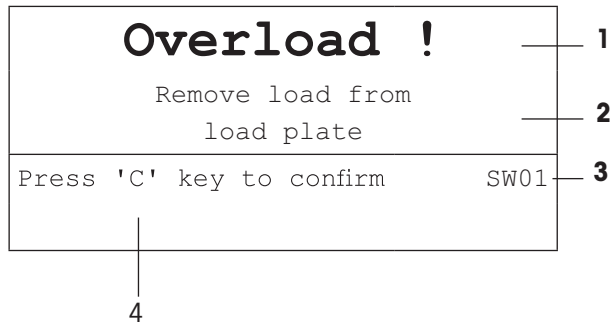 Overload !
1
Remove load from
load plate
2
Press 'C' key to confirm SW01
3
4